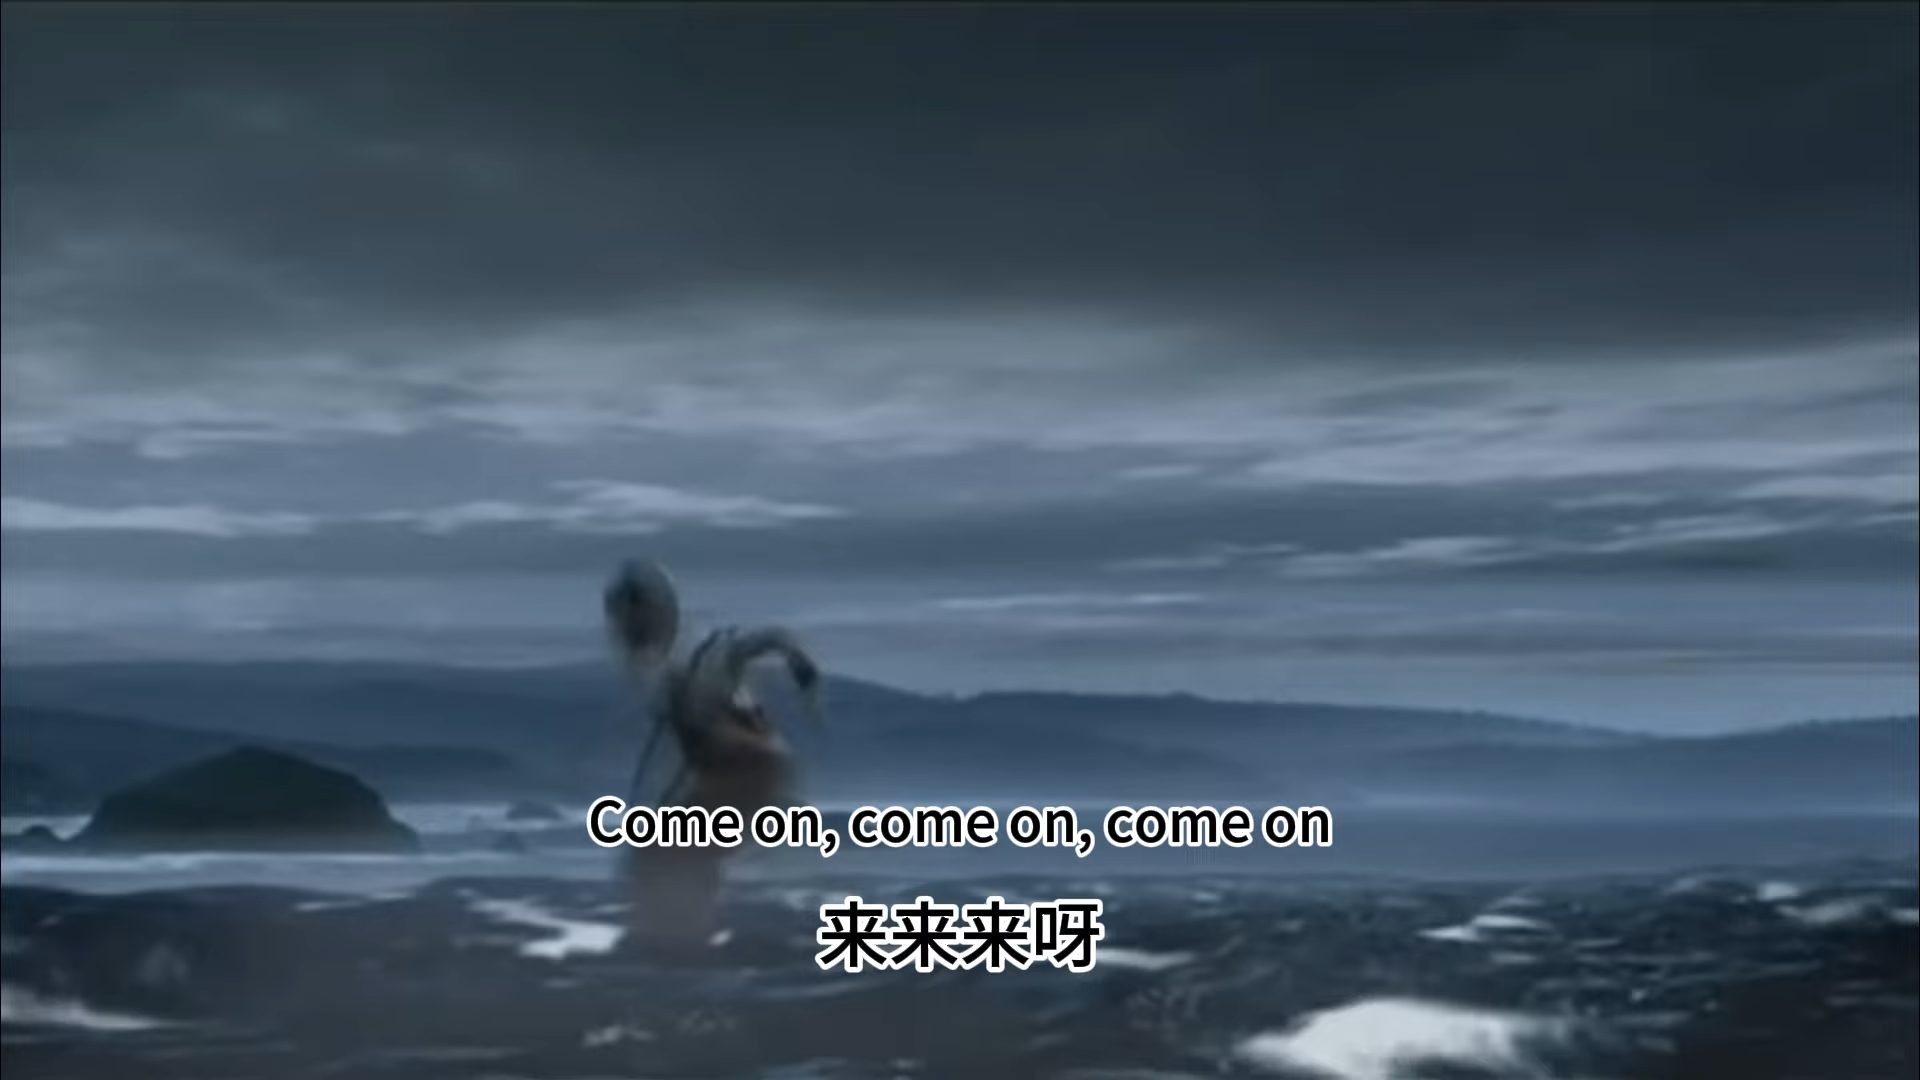 Come on, come on, come on
来来来呀